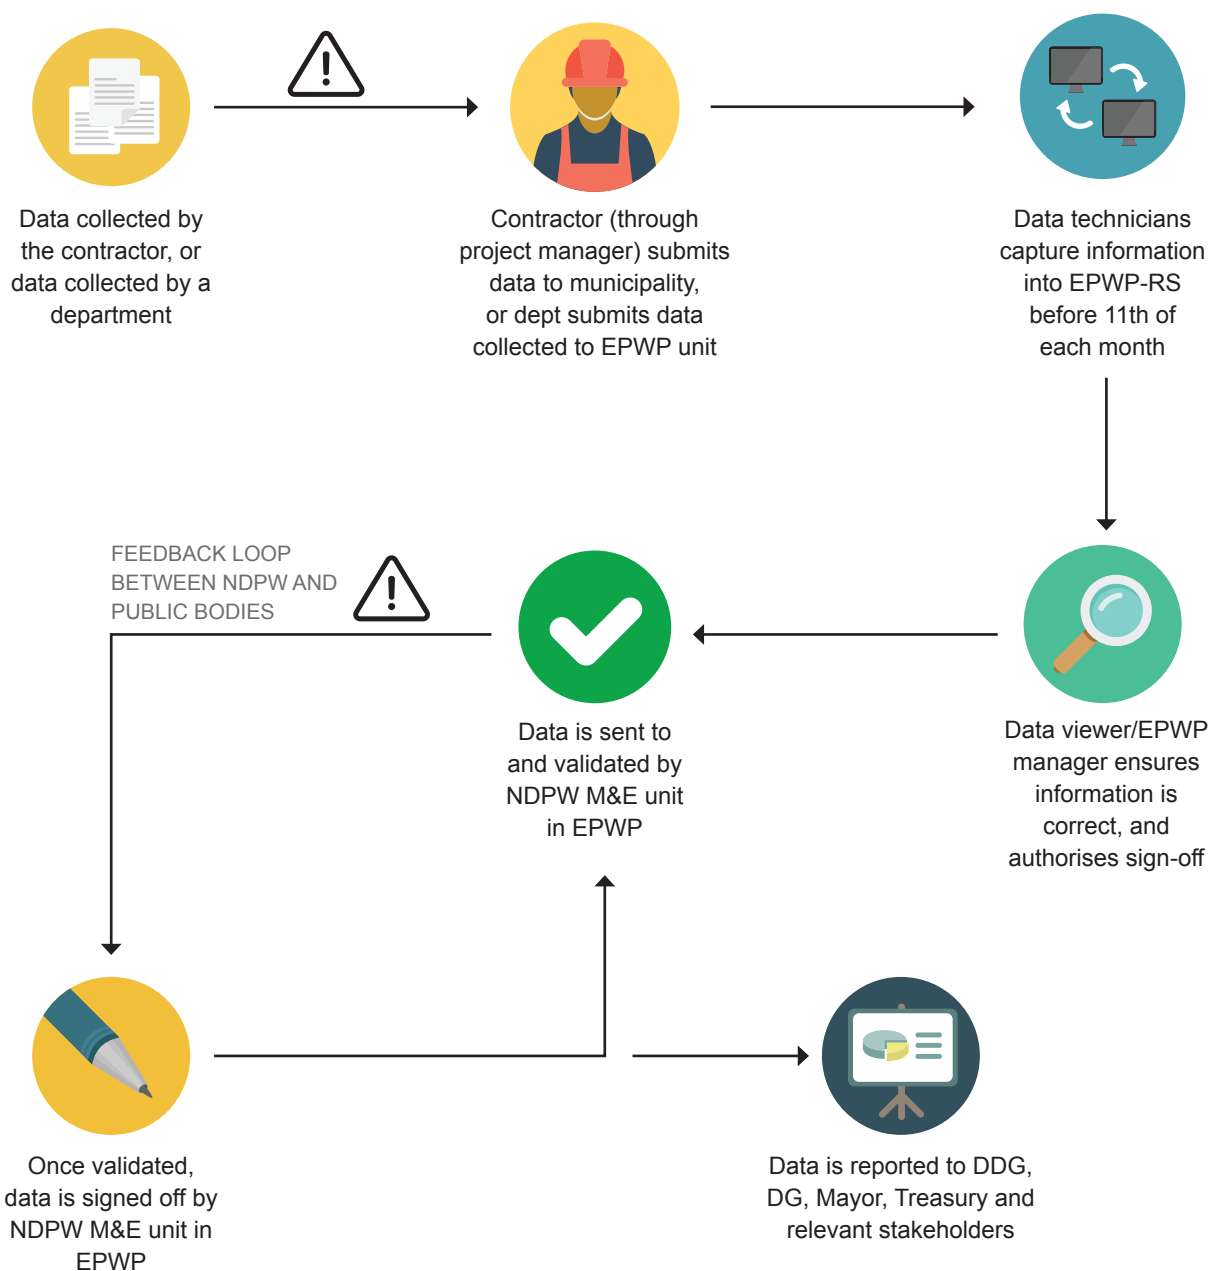 Data collected by
the contractor, or
data collected by a
department
Contractor (through
project manager) submits
data to municipality,
or dept submits data
collected to EPWP unit
Data technicians
capture information
into EPWP-RS
before 11th of
each month
FEEDBACK LOOP
BETWEEN NDPW AND
PUBLIC BODIES
Data is sent to
and validated by
NDPW M&E unit
in EPWP
Data viewer/EPWP
manager ensures
information is
correct, and
authorises sign-off
Once validated,
data is signed off by
NDPW M&E unit in
EPWP
Data is reported to DDG,
DG, Mayor, Treasury and
relevant stakeholders